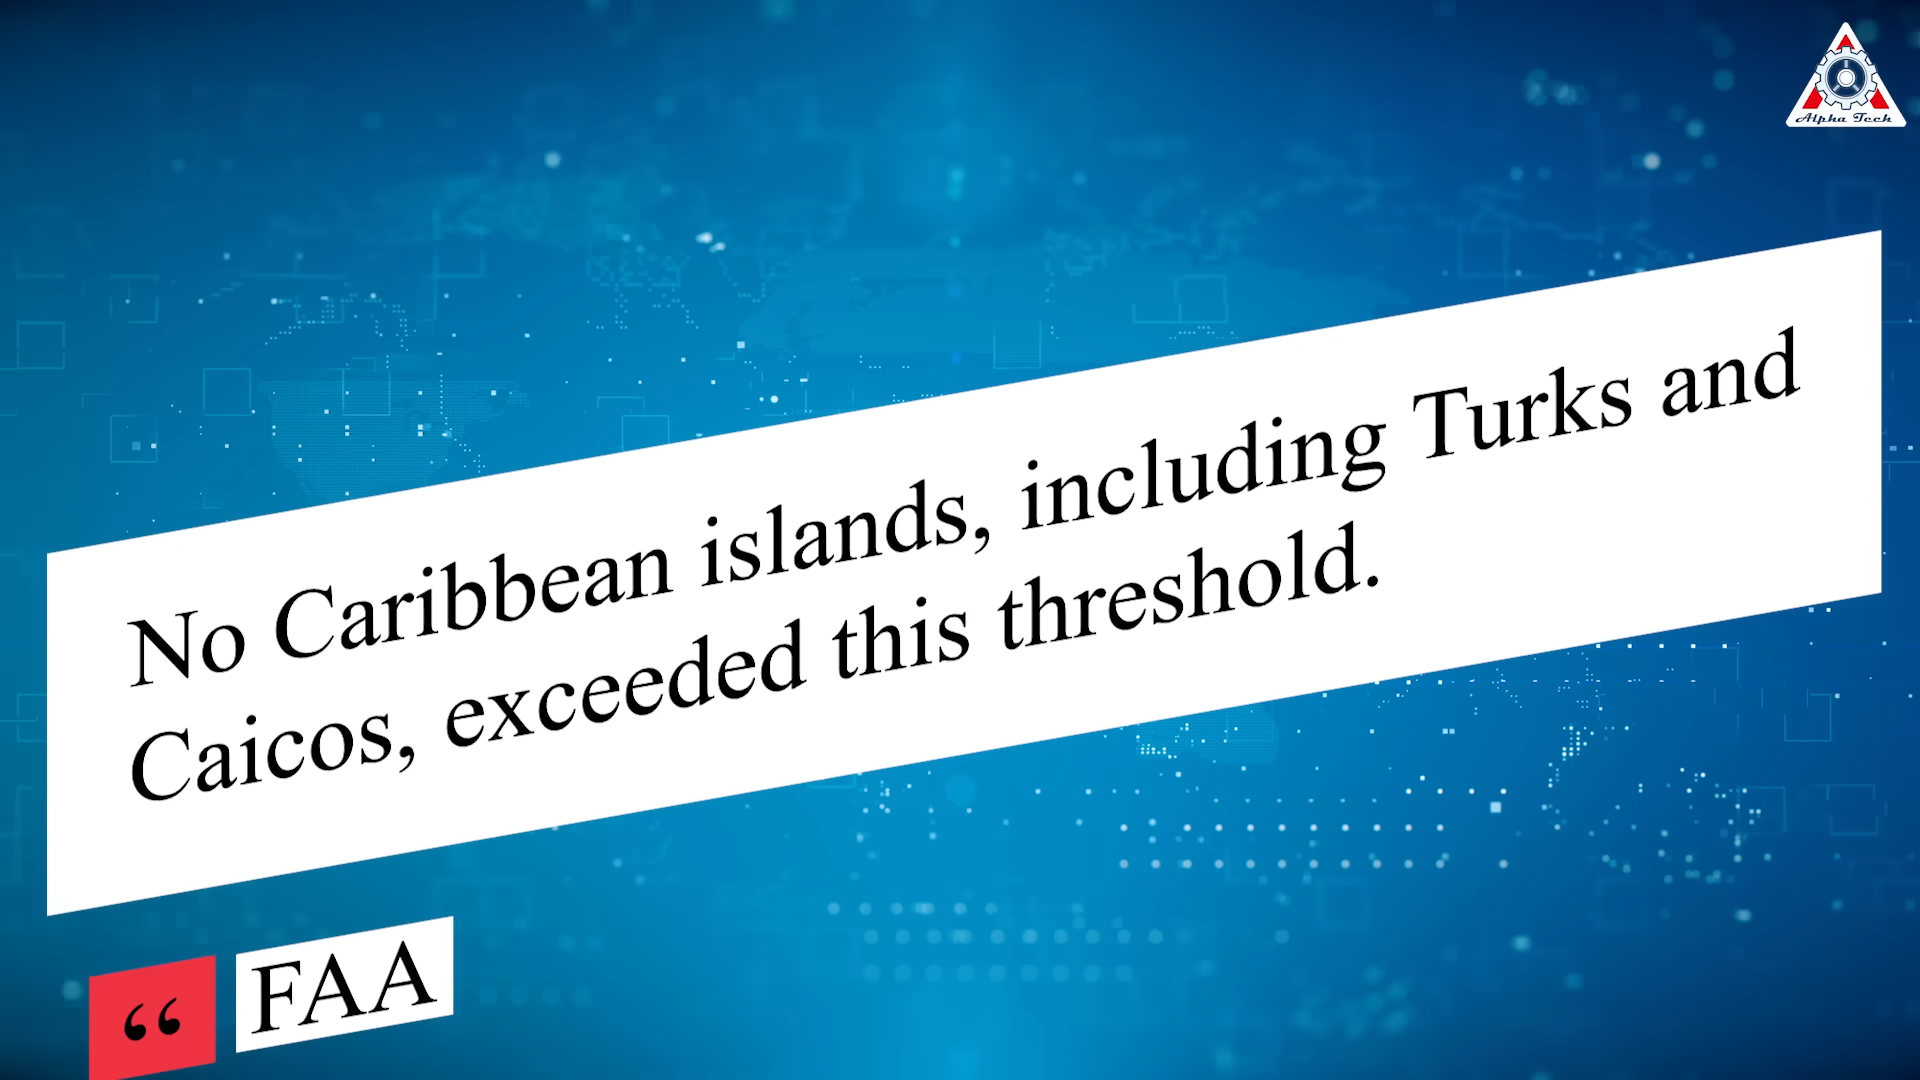 Alpha Tech
No Caribbean islands, including Turks and
Caicos, exceeded this threshold.
“ FAA